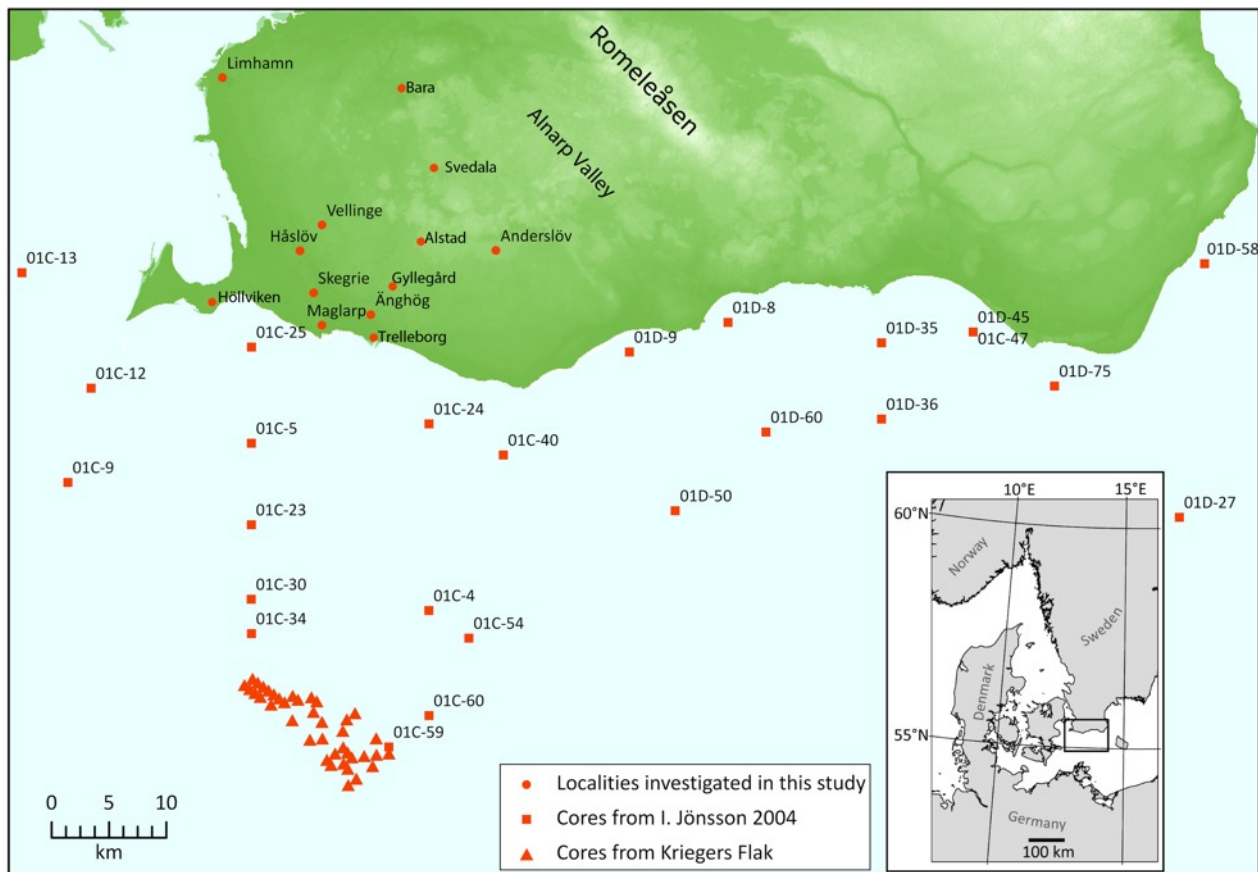 Limhamn
Bara
Romeleåsen
Alnarp Valley
Svedala
Vellinge
Håslöv
Alstad
Anderslöv
01C-13
01D-58
Skegrie
Gyllegård
Höllviken
Änghög
Maglarp
Trelleborg
01C-25
01D-8
01D-9
01D-35
01D-45
01C-47
01C-12
01D-75
01C-24
01D-36
01D-60
01C-5
01C-40
01C-9
01D-50
01D-27
01C-23
01C-30
01C-4
01C-34
01C-54
01C-60
01C-59
0 5 10
km
Localities investigated in this study
Cores from I. Jönsson 2004
Cores from Kriegers Flak
10°E 15°E
60°N
Norway
Sweden
Denmark
55°N
Germany
100 km